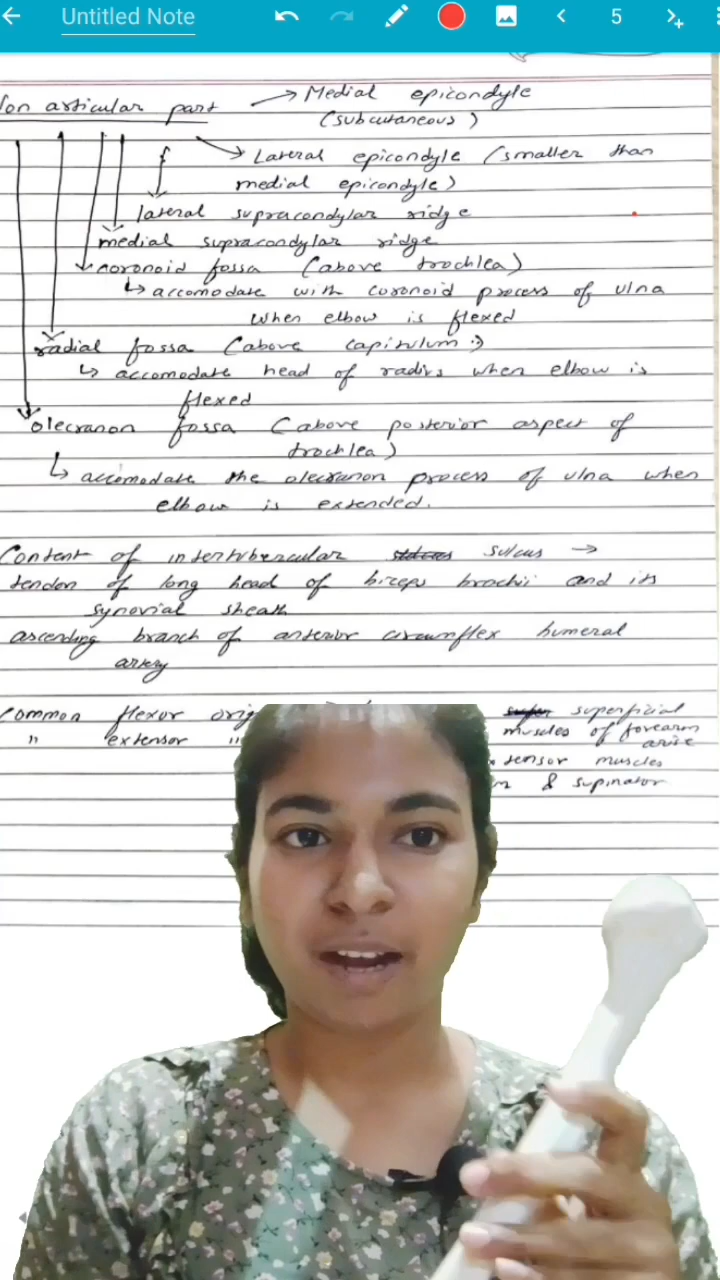 Untitled Note
5
Non articular part → Medial epicondyle
(subcutaneous)
Lateral epicondyle (smaller than
medial epicondyle)
lateral supracondylar ridge
medial supracondylar ridge
coronoid fossa (above trochlea)
↳ accomodate with coronoid process of ulna
when elbow is flexed
radial fossa (above capitulum)
↳ accomodate head of radius when elbow is
flexed
olecranon fossa (above posterior aspect of
trochlea)
↳ accomodate the olecranon process of ulna when
elbow is extended.
Content of intertubercular sulcus →
tendon of long head of biceps brachii and its
synovial sheath
ascending branch of anterior circumflex humeral
artery
Common flexor orig superficial
muscles of forearm
arise
" extensor "
tensor muscles
& supinator